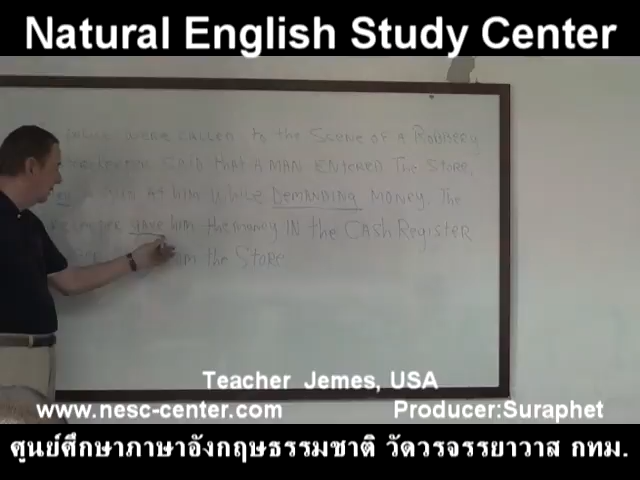 Natural English Study Center
WERE CALLED to the SCENE OF A ROBBERY
SAID that A MAN ENTERED The STORE,
AT HIM WHILE DEMANDING MONEY. The
gave him the money IN the CASH Register
the Store
Teacher Jemes, USA
www.nesc-center.com Producer:Suraphet
ศูนย์ศึกษาภาษาอังกฤษธรรมชาติ วัดวรจรรยาวาส กทม.